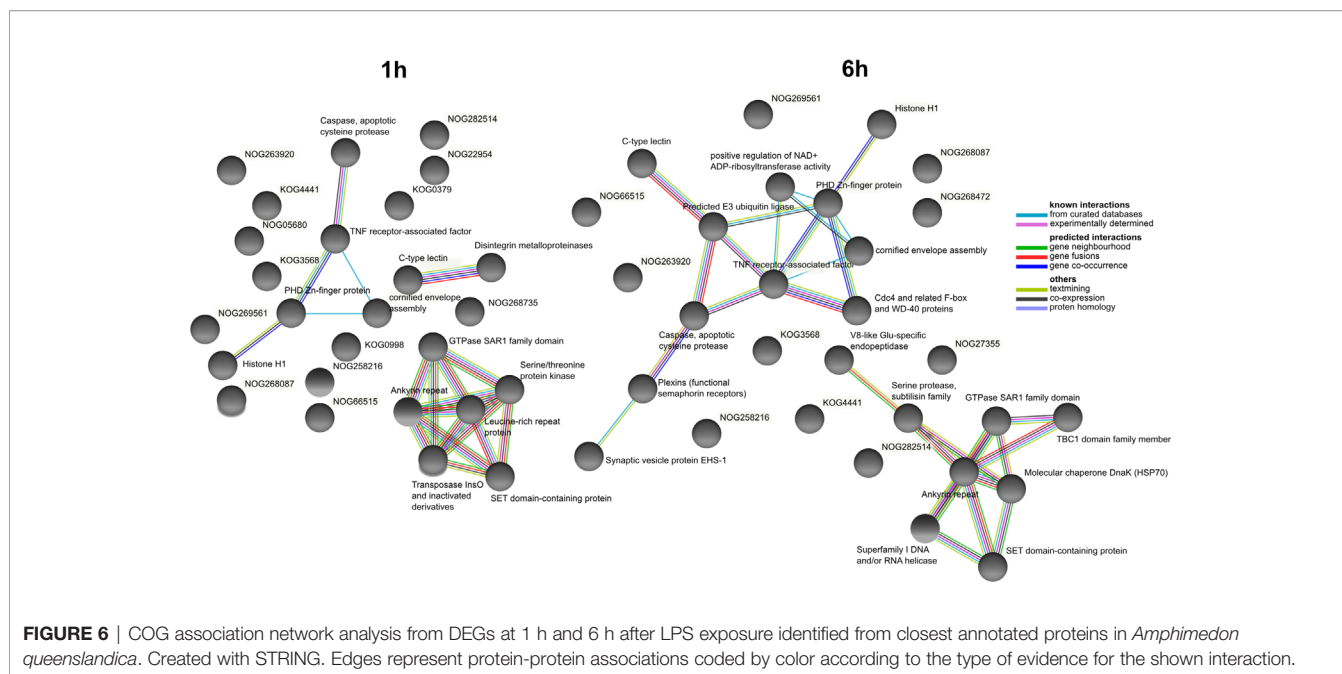 1h
6h
Caspase, apoptotic
cysteine protease
NOG282514
NOG263920
NOG22954
KOG4441
KOG0379
NOG05680
TNF receptor-associated factor
Disintegrin metalloproteinases
KOG3568
C-type lectin
PHD Zn-finger protein
cornified envelope
assembly
NOG268735
NOG269561
KOG0998
GTPase SAR1 family domain
Histone H1
NOG258216
Serine/threonine
protein kinase
NOG268087
Ankyrin repeat
NOG66515
Leucine-rich repeat
protein
Transposase InsO
and inactivated
derivatives
SET domain-containing protein
NOG269561
Histone H1
C-type lectin
positive regulation of NAD+
ADP-ribosyltransferase activity
NOG268087
PHD Zn-finger protein
NOG66515
Predicted E3 ubiquitin ligase
NOG268472
cornified envelope assembly
NOG263920
TNF receptor-associated factor
Cdc4 and related F-box
and WD-40 proteins
Caspase, apoptotic
cysteine protease
KOG3568
V8-like Glu-specific
endopeptidase
NOG27355
Plexins (functional
semaphorin receptors)
Serine protease,
subtilisin family
GTPase SAR1 family domain
KOG4441
NOG258216
TBC1 domain family member
NOG282514
Synaptic vesicle protein EHS-1
Molecular chaperone DnaK (HSP70)
Ankyrin repeat
Superfamily I DNA
and/or RNA helicase
SET domain-containing protein
known interactions
from curated databases
experimentally determined
predicted interactions
gene neighbourhood
gene fusions
gene co-occurrence
others
textmining
co-expression
proten homology
FIGURE 6 | COG association network analysis from DEGs at 1 h and 6 h after LPS exposure identified from closest annotated proteins in Amphimedon
queenslandica. Created with STRING. Edges represent protein-protein associations coded by color according to the type of evidence for the shown interaction.